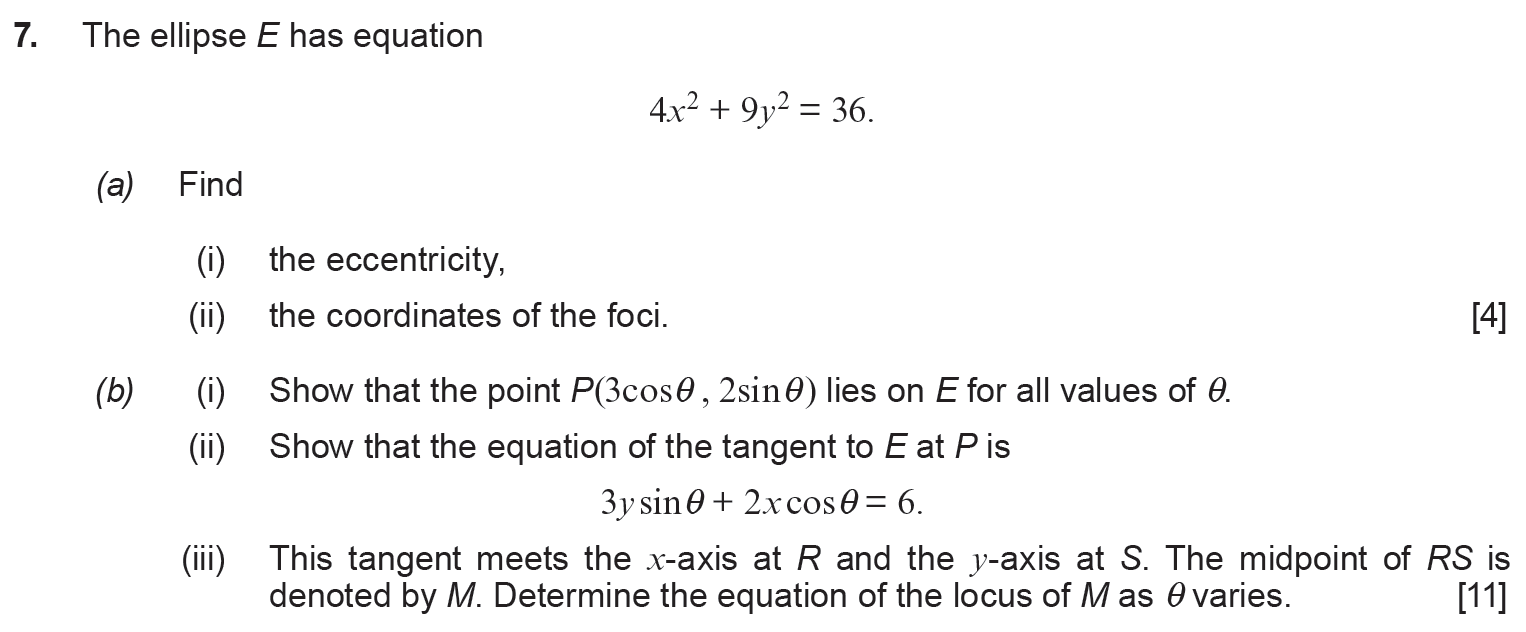 7. The ellipse E has equation
4x² + 9y² = 36.
(a) Find
(i) the eccentricity,
(ii) the coordinates of the foci. [4]
(b) (i) Show that the point P(3cosθ, 2sinθ) lies on E for all values of θ.
(ii) Show that the equation of the tangent to E at P is
3y sinθ + 2x cosθ = 6.
(iii) This tangent meets the x-axis at R and the y-axis at S. The midpoint of RS is
denoted by M. Determine the equation of the locus of M as θ varies. [11]